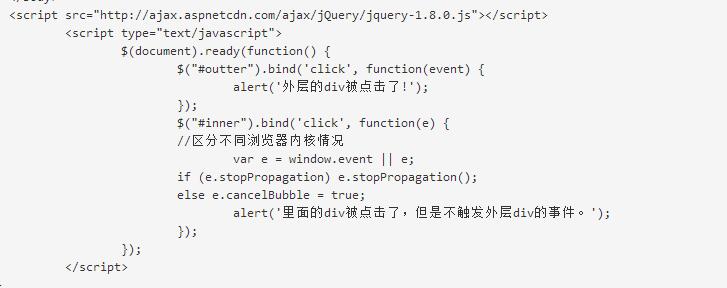 <script src="http://ajax.aspnetcdn.com/ajax/jQuery/jquery-1.8.0.js"></script>
<script type="text/javascript">
$(document).ready(function() {
$("#outter").bind('click', function(event) {
alert('外层的div被点击了!');
});
$("#inner").bind('click', function(e) {
//区分不同浏览器内核情况
var e = window.event || e;
if (e.stopPropagation) e.stopPropagation();
else e.cancelBubble = true;
alert('里面的div被点击了，但是不触发外层div的事件。');
});
});
</script>